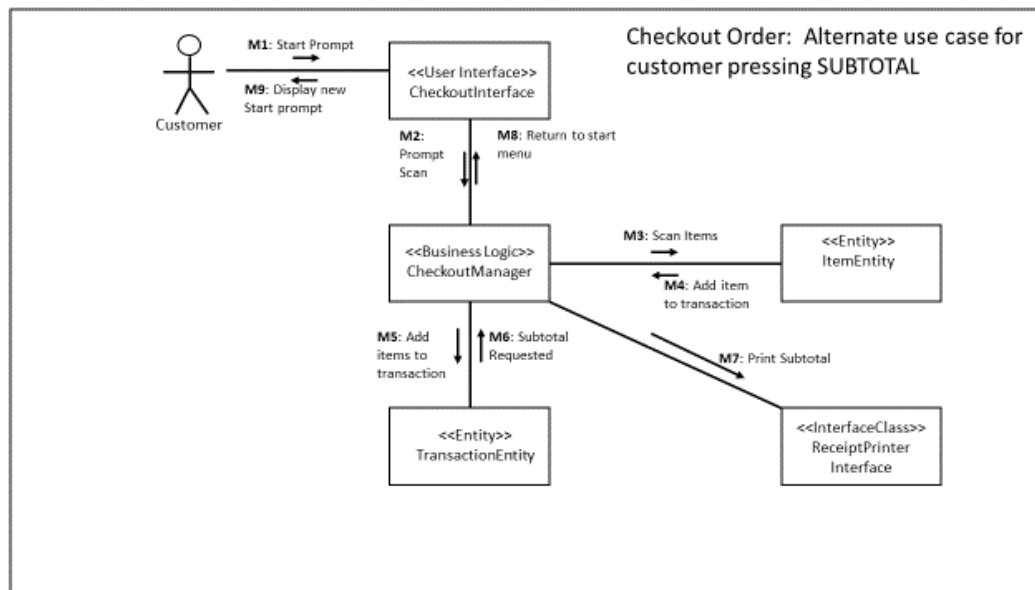 Checkout Order:  Alternate use case for
customer pressing SUBTOTAL
M1: Start Prompt
M9: Display new
Start prompt
Customer
<<User Interface>>
CheckoutInterface
M2:
Prompt
Scan
M8: Return to start
menu
<<Business Logic>>
CheckoutManager
M3: Scan Items
M4: Add item
to transaction
<<Entity>>
ItemEntity
M5: Add
items to
transaction
M6: Subtotal
Requested
M7: Print Subtotal
<<Entity>>
TransactionEntity
<<InterfaceClass>>
ReceiptPrinter
Interface